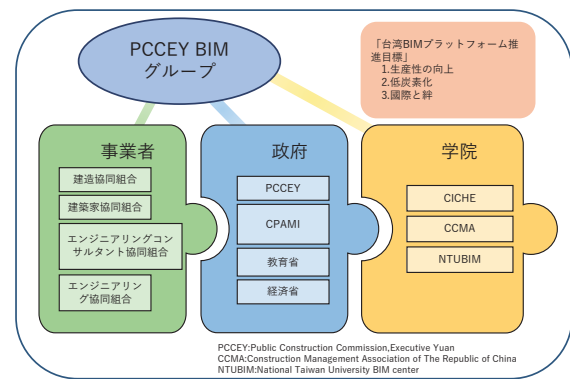 PCCEY BIM
グループ
「台湾BIMプラットフォーム推
進目標」
1.生産性の向上
2.低炭素化
3.國際と絆
事業者
建造協同組合
建築家協同組合
エンジニアリングコン
サルタント協同組合
エンジニアリン
グ協同組合
政府
PCCEY
CPAMI
教育省
経済省
学院
CICHE
CCMA
NTUBIM
PCCEY:Public Construction Commission,Executive Yuan
CCMA:Construction Management Association of The Republic of China
NTUBIM:National Taiwan University BIM center